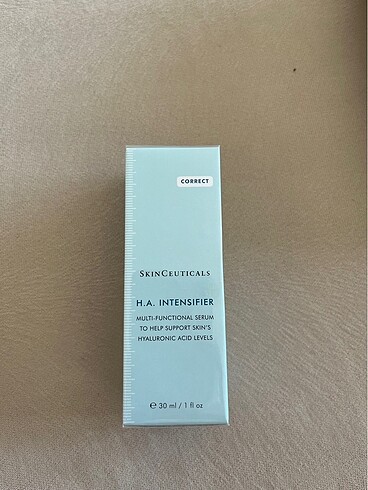 CORRECT
SKINCEUTICALS
H.A. INTENSIFIER
MULTI-FUNCTIONAL SERUM
TO HELP SUPPORT SKIN'S
HYALURONIC ACID LEVELS
℮ 30 ml / 1 fl oz